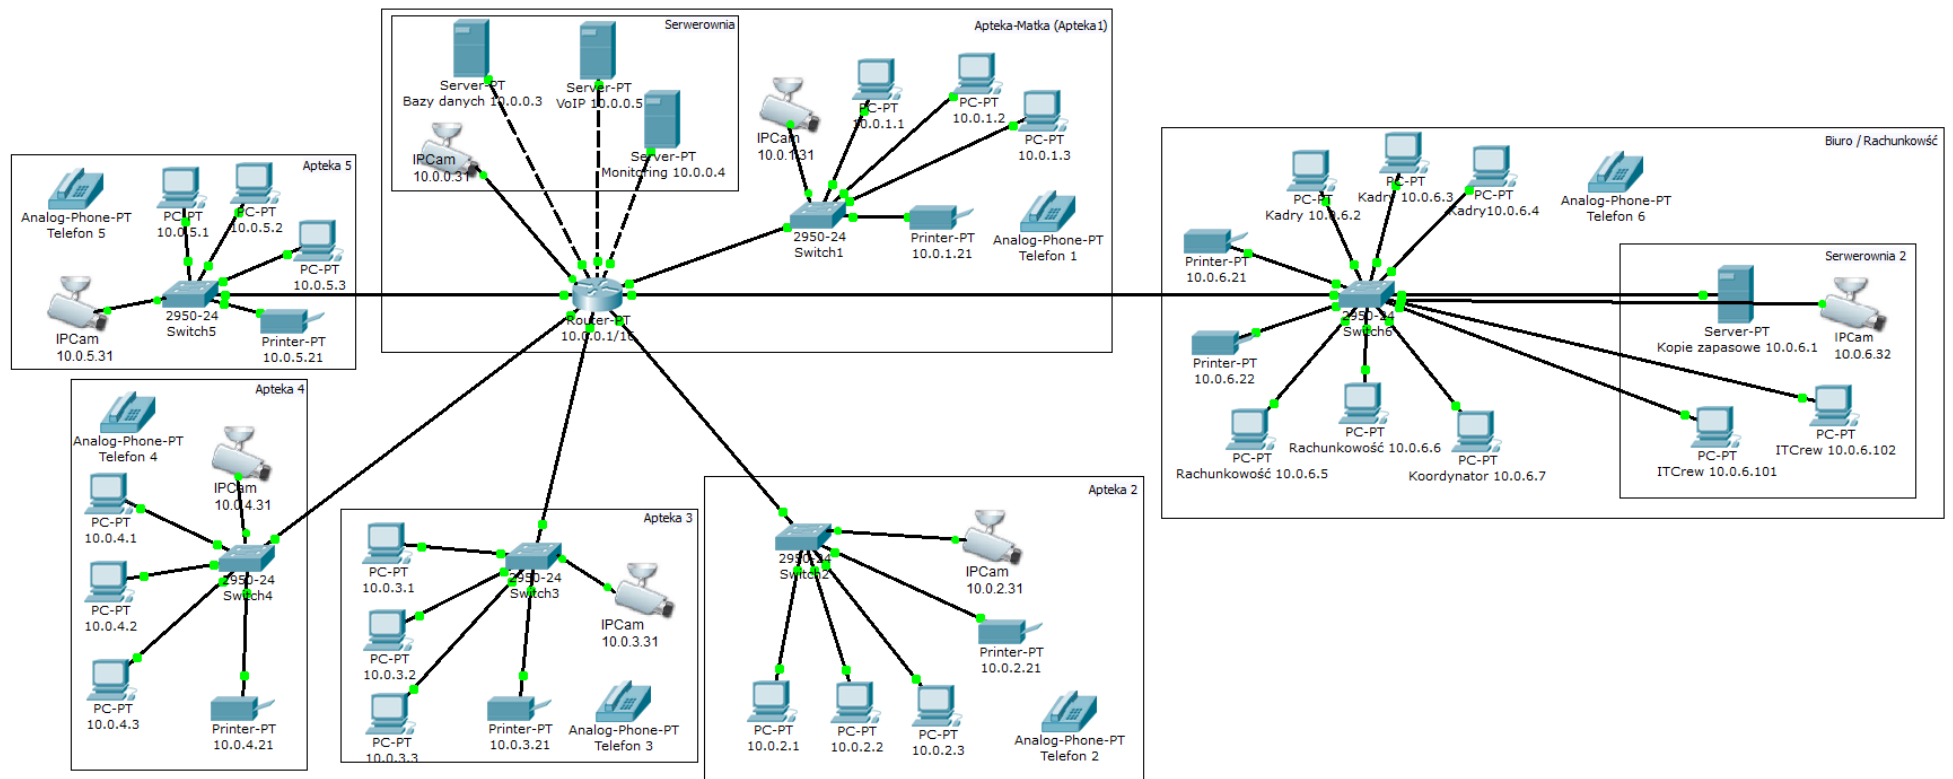 Serwerownia
Server-PT
Bazy danych 10.0.0.3
Server-PT
VoIP 10.0.0.5
Server-PT
Monitoring 10.0.0.4
IPCam
10.0.0.31
Apteka-Matka (Apteka1)
IPCam
10.0.1.31
PC-PT
10.0.1.1
PC-PT
10.0.1.2
PC-PT
10.0.1.3
2950-24
Switch1
Printer-PT
10.0.1.21
Analog-Phone-PT
Telefon 1
Router-PT
10.0.0.1/16
Apteka 5
Analog-Phone-PT
Telefon 5
PC-PT
10.0.5.1
PC-PT
10.0.5.2
PC-PT
10.0.5.3
IPCam
10.0.5.31
2950-24
Switch5
Printer-PT
10.0.5.21
Biuro / Rachunkowść
PC-PT
Kadry 10.0.6.2
PC-PT
Kadry 10.0.6.3
PC-PT
Kadry10.0.6.4
Analog-Phone-PT
Telefon 6
Printer-PT
10.0.6.21
Printer-PT
10.0.6.22
2950-24
Switch6
PC-PT
Rachunkowość 10.0.6.5
PC-PT
Rachunkowość 10.0.6.6
PC-PT
Koordynator 10.0.6.7
Serwerownia 2
Server-PT
Kopie zapasowe 10.0.6.1
IPCam
10.0.6.32
PC-PT
ITCrew 10.0.6.101
PC-PT
ITCrew 10.0.6.102
Apteka 4
Analog-Phone-PT
Telefon 4
IPCam
10.0.4.31
PC-PT
10.0.4.1
PC-PT
10.0.4.2
PC-PT
10.0.4.3
2950-24
Switch4
Printer-PT
10.0.4.21
Apteka 3
PC-PT
10.0.3.1
PC-PT
10.0.3.2
PC-PT
10.0.3.3
2950-24
Switch3
IPCam
10.0.3.31
Printer-PT
10.0.3.21
Analog-Phone-PT
Telefon 3
Apteka 2
2950-24
Switch2
IPCam
10.0.2.31
Printer-PT
10.0.2.21
PC-PT
10.0.2.1
PC-PT
10.0.2.2
PC-PT
10.0.2.3
Analog-Phone-PT
Telefon 2